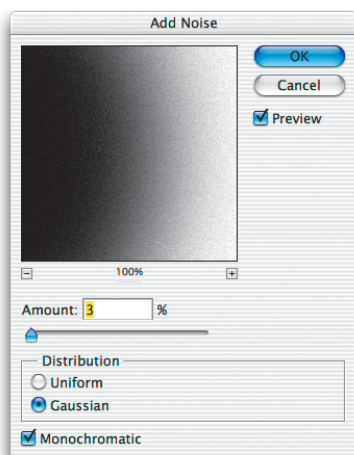 Add Noise
OK
Cancel
Preview
100%
Amount: 3 %
Distribution
Uniform
Gaussian
Monochromatic